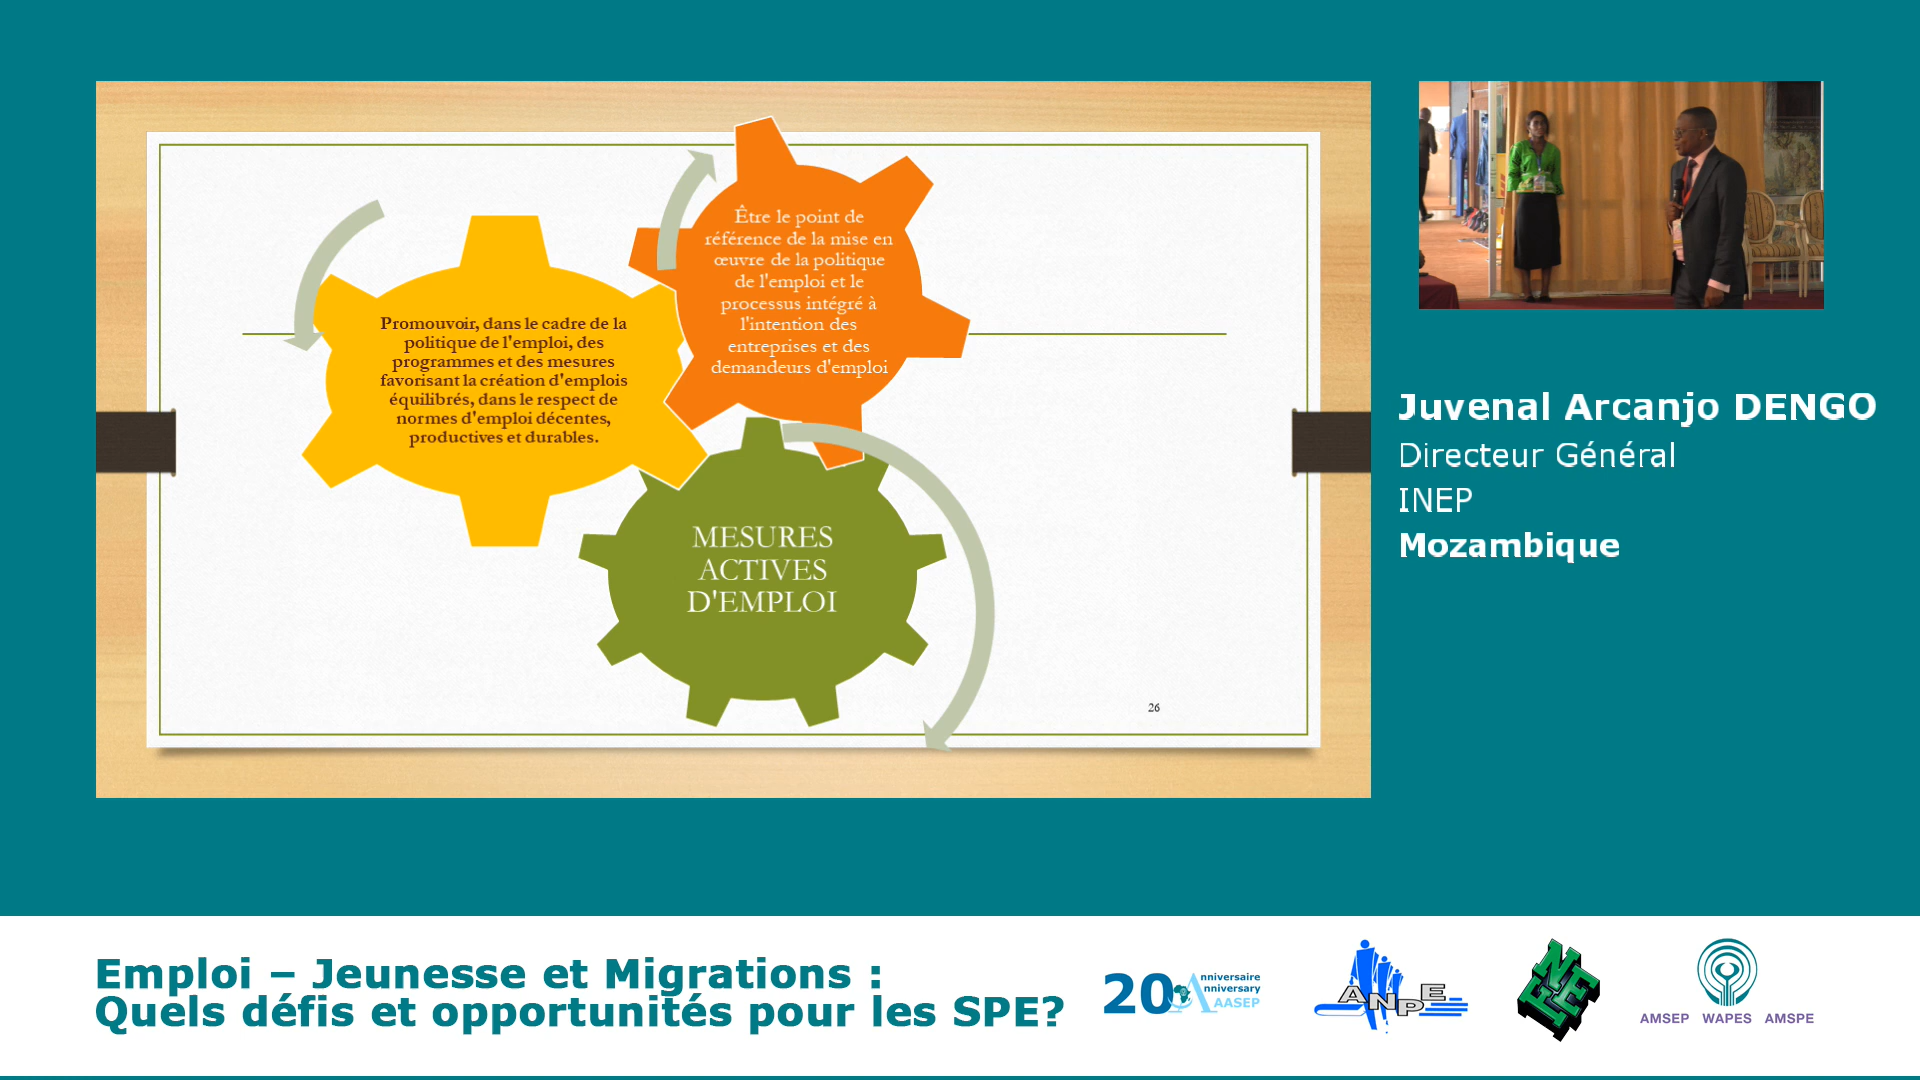 Promouvoir, dans le cadre de la
politique de l'emploi, des
programmes et des mesures
favorisant la création d'emplois
équilibrés, dans le respect de
normes d'emploi décentes,
productives et durables.
Être le point de
référence de la mise en
œuvre de la politique
de l'emploi et le
processus intégré à
l'intention des
entreprises et des
demandeurs d'emploi
MESURES
ACTIVES
D'EMPLOI
26
Juvenal Arcanjo DENGO
Directeur Général
INEP
Mozambique
Emploi – Jeunesse et Migrations :
Quels défis et opportunités pour les SPE?
20 Anniversaire
Anniversary
AASEP
ANPE
FNE
AMSEP WAPES AMSPE